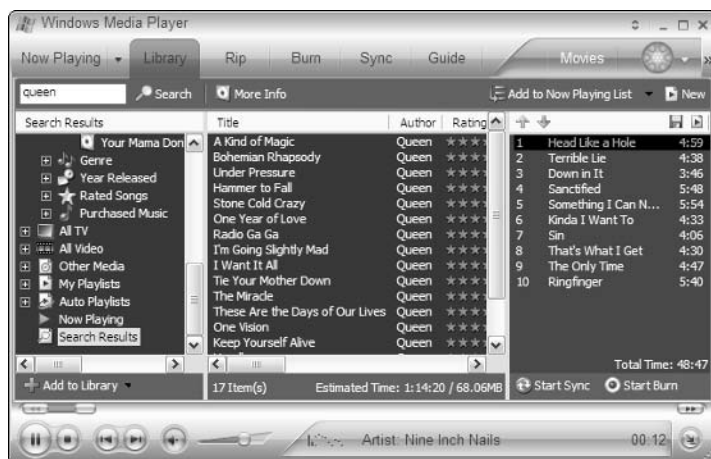 Windows Media Player
Now Playing Library Rip Burn Sync Guide Movies
queen Search More Info Add to Now Playing List New
Search Results
Your Mama Don
Genre
Year Released
Rated Songs
Purchased Music
All TV
All Video
Other Media
My Playlists
Auto Playlists
Now Playing
Search Results
Add to Library
Title Author Rating
A Kind of Magic Queen
Bohemian Rhapsody Queen
Under Pressure Queen
Hammer to Fall Queen
Stone Cold Crazy Queen
One Year of Love Queen
Radio Ga Ga Queen
I'm Going Slightly Mad Queen
I Want It All Queen
Tie Your Mother Down Queen
The Miracle Queen
These Are the Days of Our Lives Queen
One Vision Queen
Keep Yourself Alive Queen
17 Item(s) Estimated Time: 1:14:20 / 68.06MB
1 Head Like a Hole 4:59
2 Terrible Lie 4:38
3 Down in It 3:46
4 Sanctified 5:48
5 Something I Can N... 5:54
6 Kinda I Want To 4:33
7 Sin 4:06
8 That's What I Get 4:30
9 The Only Time 4:47
10 Ringfinger 5:40
Total Time: 48:47
Start Sync Start Burn
Artist: Nine Inch Nails 00:12